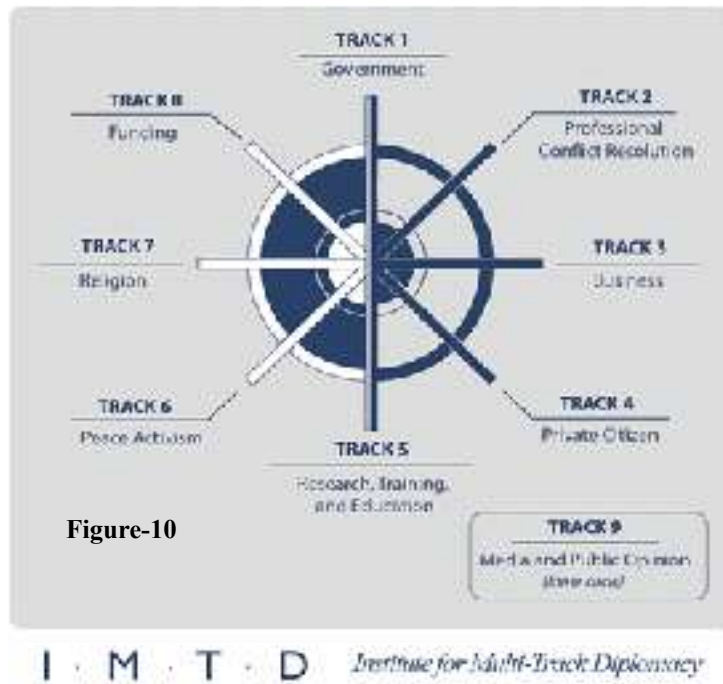 TRACK 1
Government
TRACK 2
Professional
Conflict Resolution
TRACK 3
Business
TRACK 4
Private Citizen
TRACK 5
Research, Training,
and Education
TRACK 6
Peace Activism
TRACK 7
Religion
TRACK 8
Funding
Figure-10
TRACK 9
Media and Public Opinion
I · M · T · D Institute for Multi-Track Diplomacy